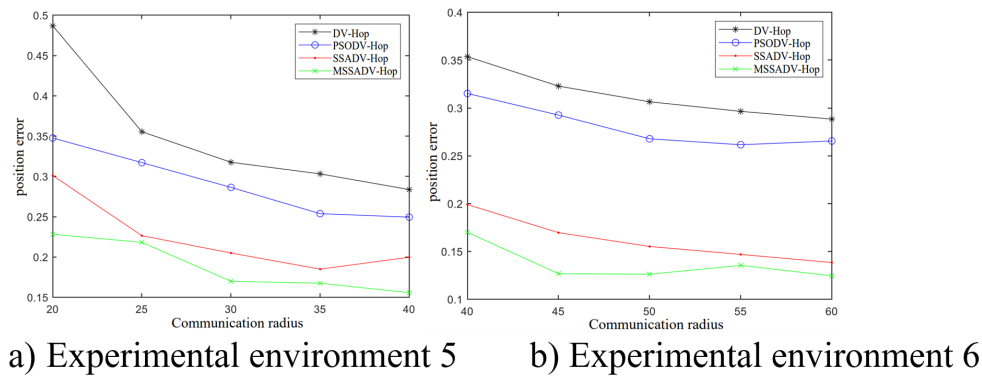 0.5
0.45
0.4
0.35
0.3
0.25
0.2
0.15
position error
DV-Hop
PSODV-Hop
SSADV-Hop
MSSADV-Hop
20
25
30
35
40
Communication radius
a) Experimental environment 5
0.4
0.35
0.3
0.25
0.2
0.15
0.1
position error
DV-Hop
PSODV-Hop
SSADV-Hop
MSSADV-Hop
40
45
50
55
60
Communication radius
b) Experimental environment 6